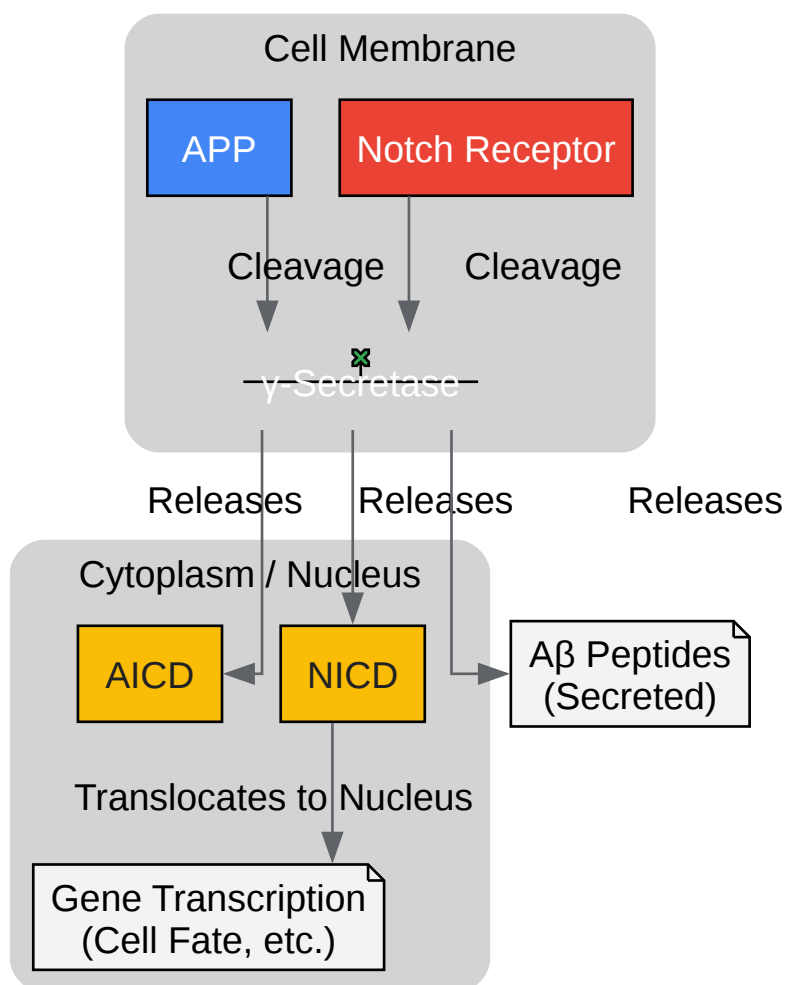 Cell Membrane
APP
Notch Receptor
Cleavage
Cleavage
γ-Secretase
Releases
Releases
Releases
Cytoplasm / Nucleus
AICD
NICD
Aβ Peptides
(Secreted)
Translocates to Nucleus
Gene Transcription
(Cell Fate, etc.)